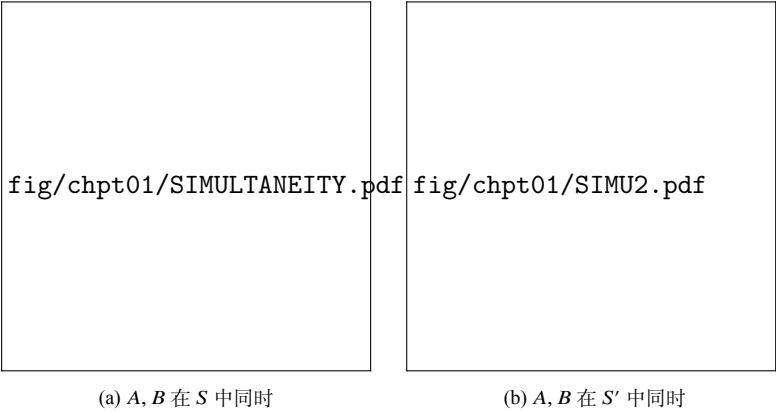 fig/chpt01/SIMULTANEITY.pdf
fig/chpt01/SIMU2.pdf
(a) A, B 在 S 中同时
(b) A, B 在 S′ 中同时